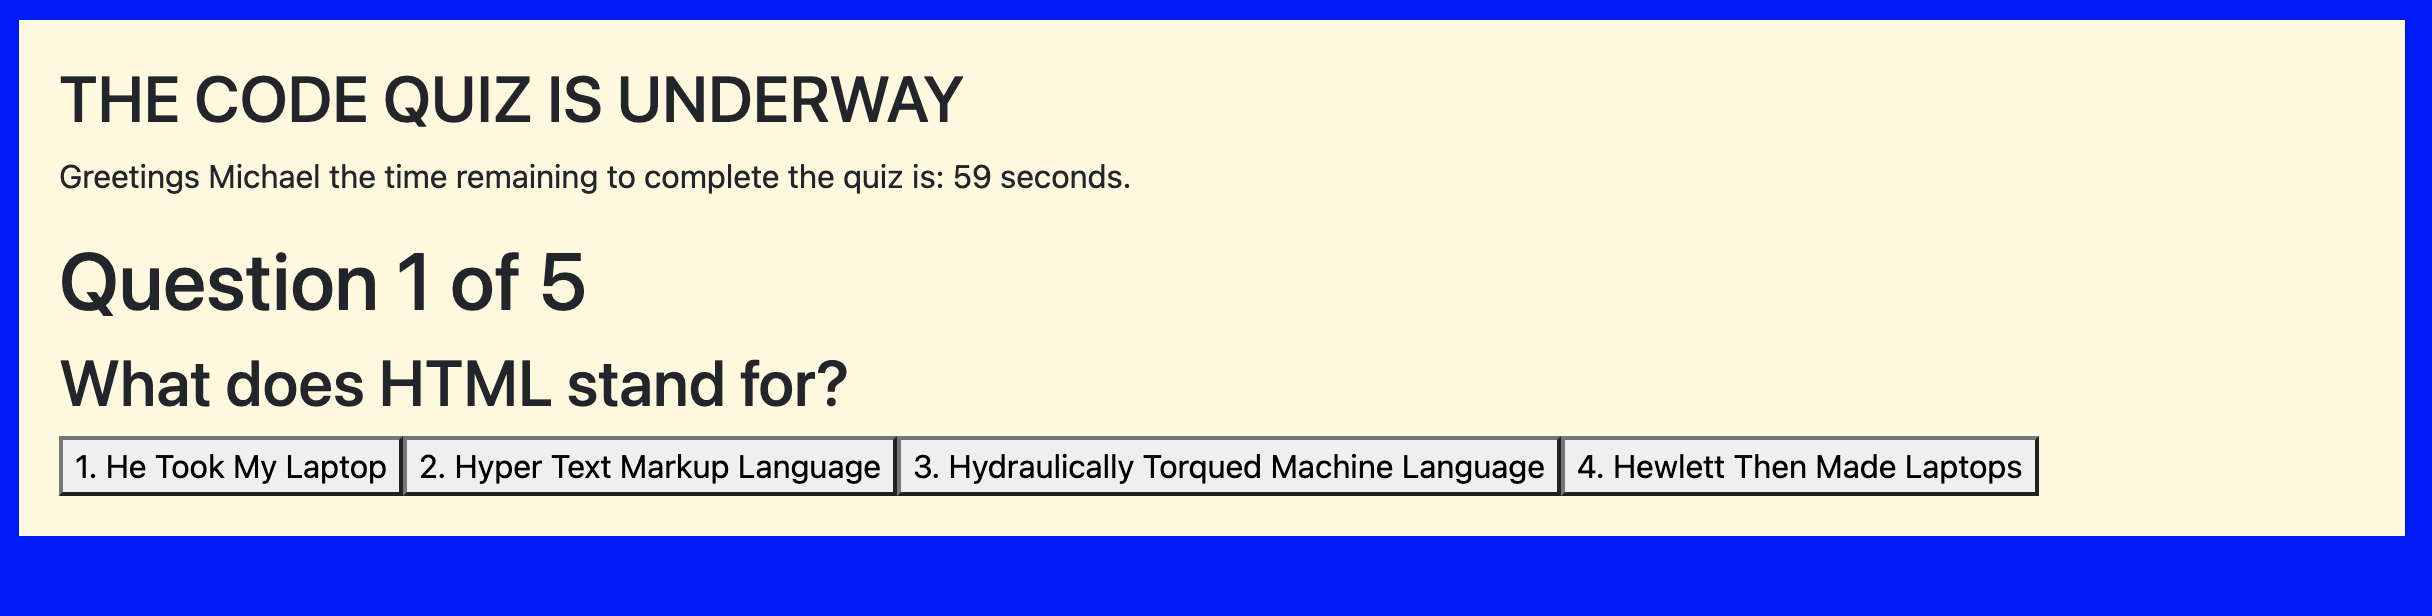 THE CODE QUIZ IS UNDERWAY
Greetings Michael the time remaining to complete the quiz is: 59 seconds.
Question 1 of 5
What does HTML stand for?
1. He Took My Laptop 2. Hyper Text Markup Language 3. Hydraulically Torqued Machine Language 4. Hewlett Then Made Laptops